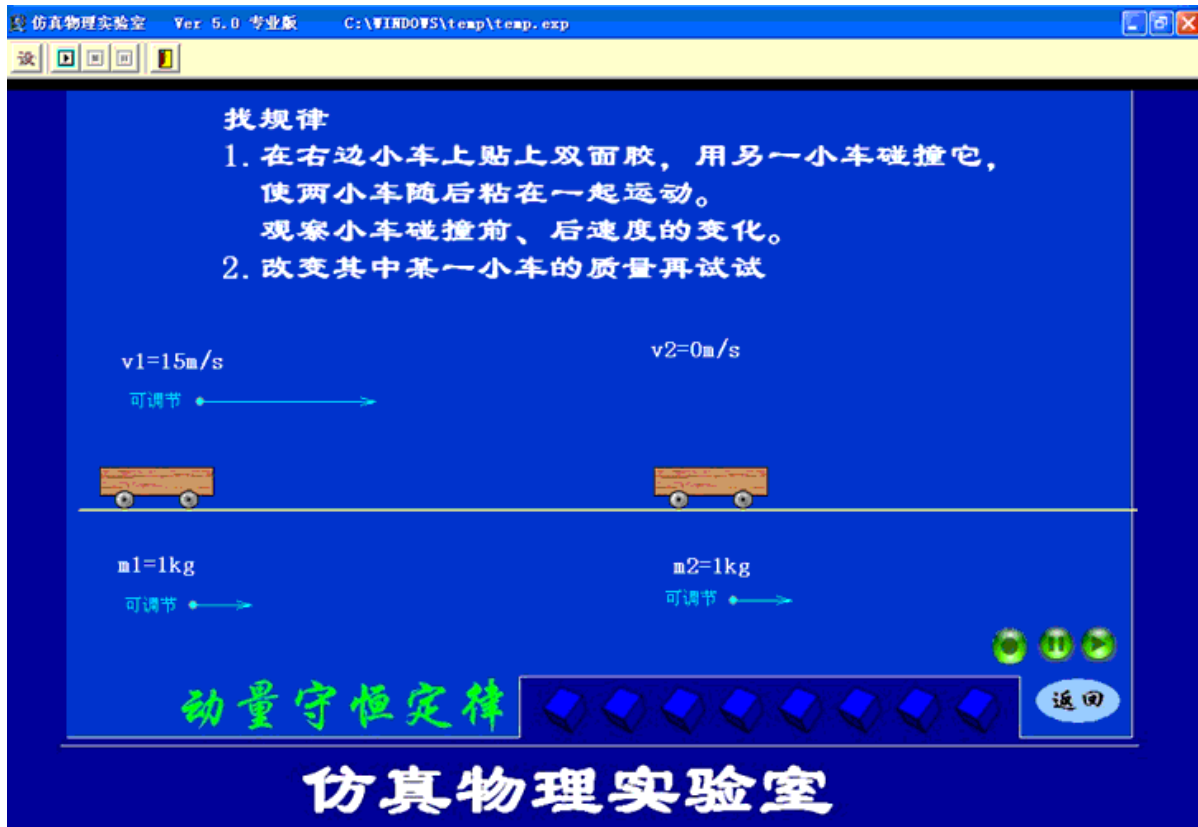 仿真物理实验室 Ver 5.0 专业版 C:\WINDOWS\temp\temp.exp
设
找规律
1. 在右边小车上贴上双面胶，用另一小车碰撞它，
使两小车随后粘在一起运动。
观察小车碰撞前、后速度的变化。
2. 改变其中某一小车的质量再试试
v1=15m/s
v2=0m/s
可调节
m1=1kg
m2=1kg
可调节
可调节
动量守恒定律
返回
仿真物理实验室